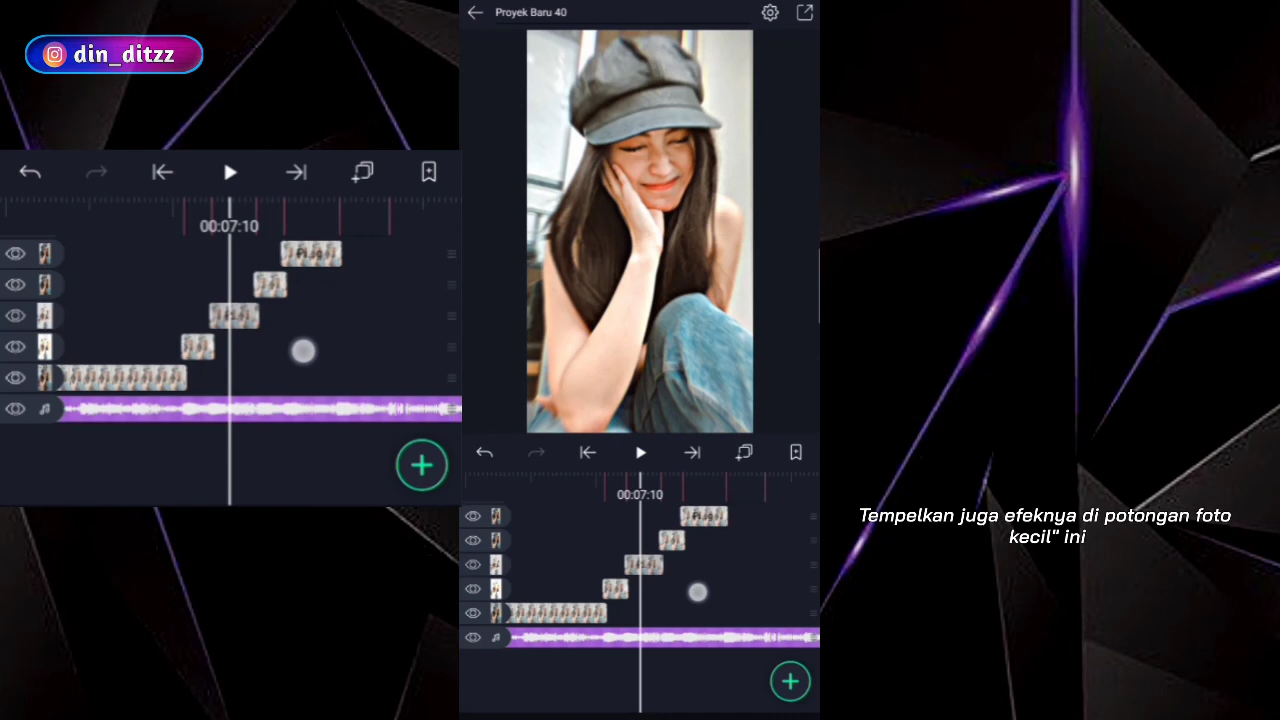 din_ditzz
Proyek Baru 40
00:07:10
00:07:10
Tempelkan juga efeknya di potongan foto
kecil" ini